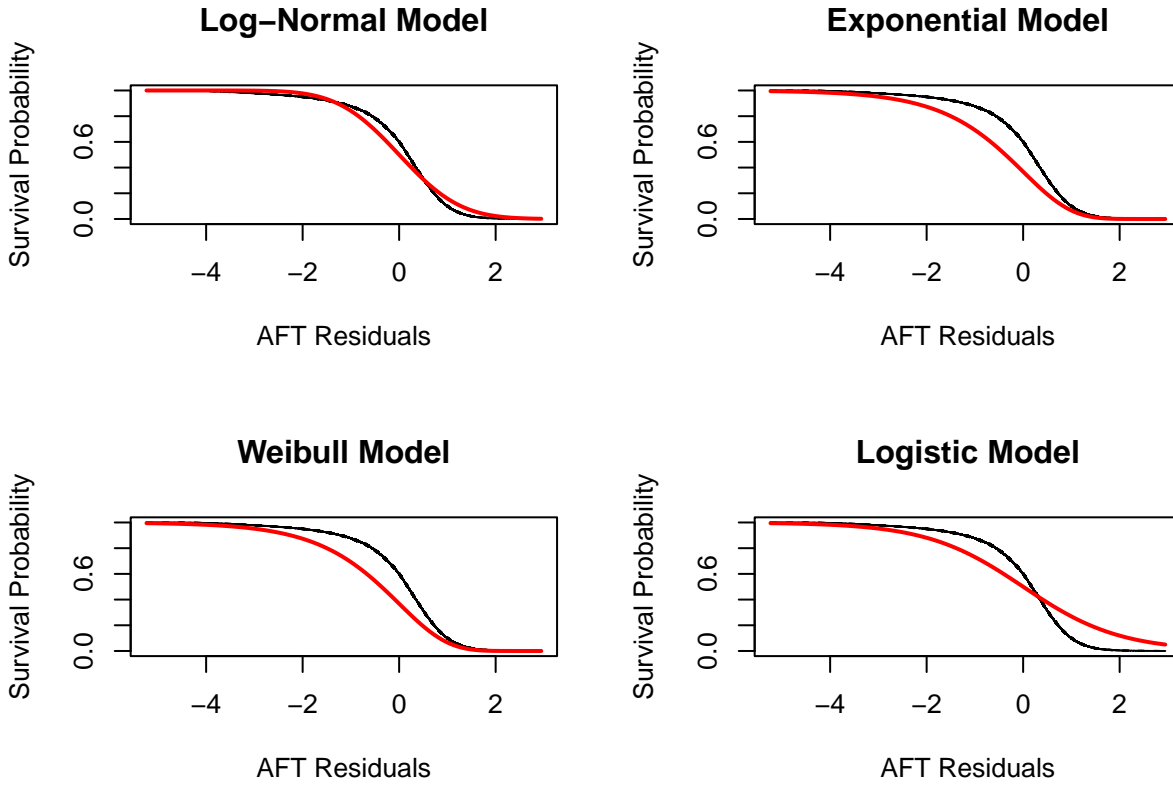 Log−Normal Model
Survival Probability
0.0 0.6
−4 −2 0 2
AFT Residuals
Exponential Model
Survival Probability
0.0 0.6
−4 −2 0 2
AFT Residuals
Weibull Model
Survival Probability
0.0 0.6
−4 −2 0 2
AFT Residuals
Logistic Model
Survival Probability
0.0 0.6
−4 −2 0 2
AFT Residuals